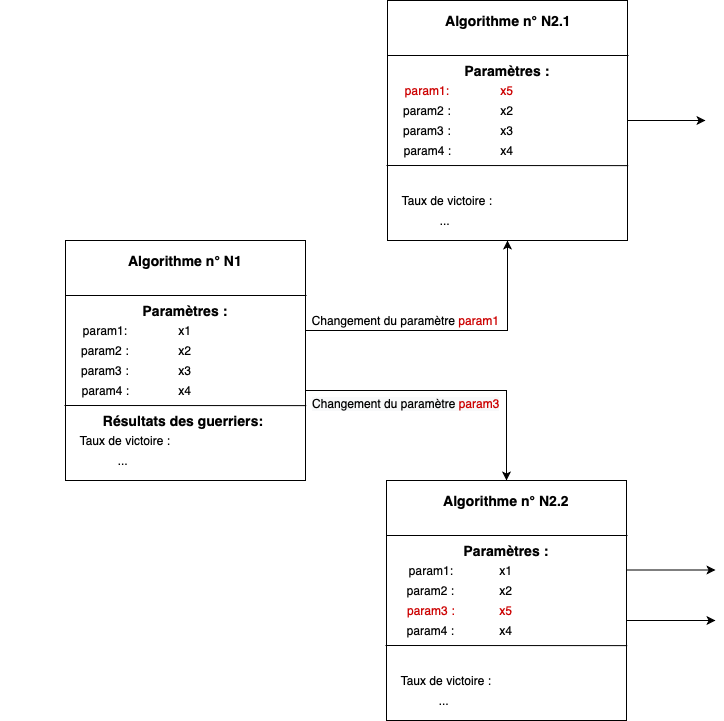 Algorithme n° N2.1
Paramètres :
param1: x5
param2 : x2
param3 : x3
param4 : x4
Taux de victoire :
...
Algorithme n° N1
Paramètres :
param1: x1
param2 : x2
param3 : x3
param4 : x4
Résultats des guerriers:
Taux de victoire :
...
Changement du paramètre param1
Changement du paramètre param3
Algorithme n° N2.2
Paramètres :
param1: x1
param2 : x2
param3 : x5
param4 : x4
Taux de victoire :
...